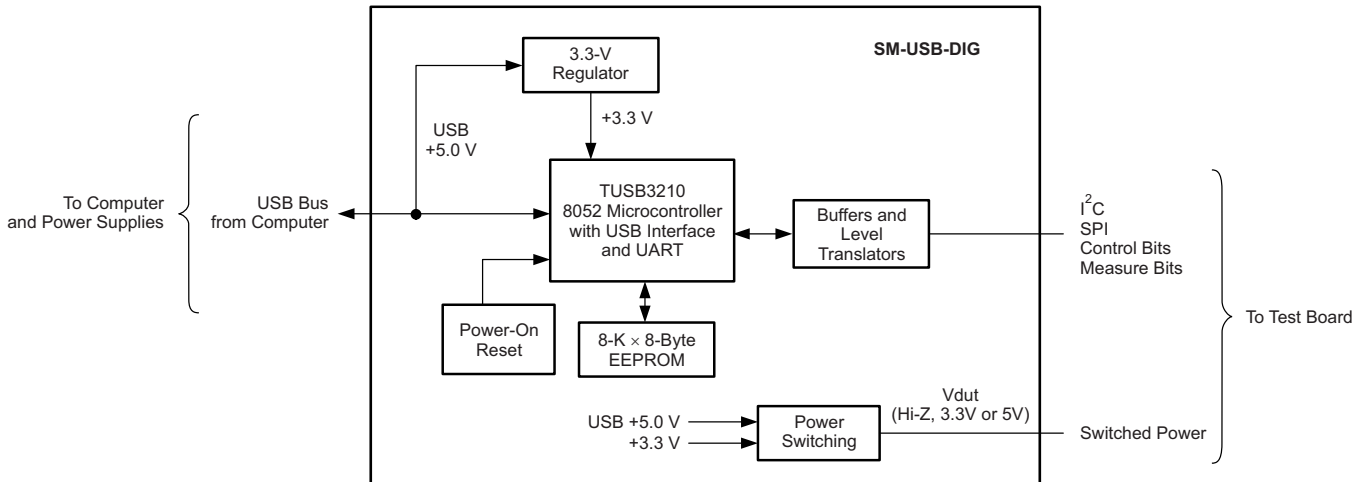 SM-USB-DIG
3.3-V
Regulator
+3.3 V
USB
+5.0 V
To Computer
and Power Supplies
USB Bus
from Computer
TUSB3210
8052 Microcontroller
with USB Interface
and UART
Buffers and
Level
Translators
I²C
SPI
Control Bits
Measure Bits
To Test Board
Power-On
Reset
8-K × 8-Byte
EEPROM
Vdut
(Hi-Z, 3.3V or 5V)
USB +5.0 V
+3.3 V
Power
Switching
Switched Power